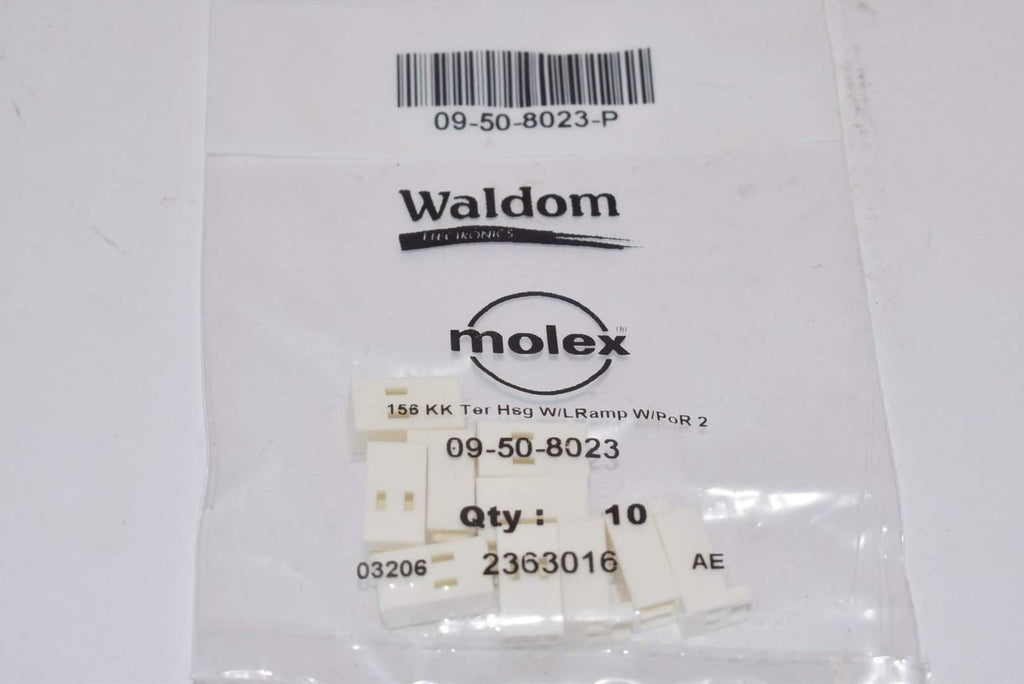 09-50-8023-P
Waldom
ELECTRONICS
molex
156 KK Ter Hsg W/LRamp W/PoR 2
09-50-8023
Qty : 10
03206 2363016 AE